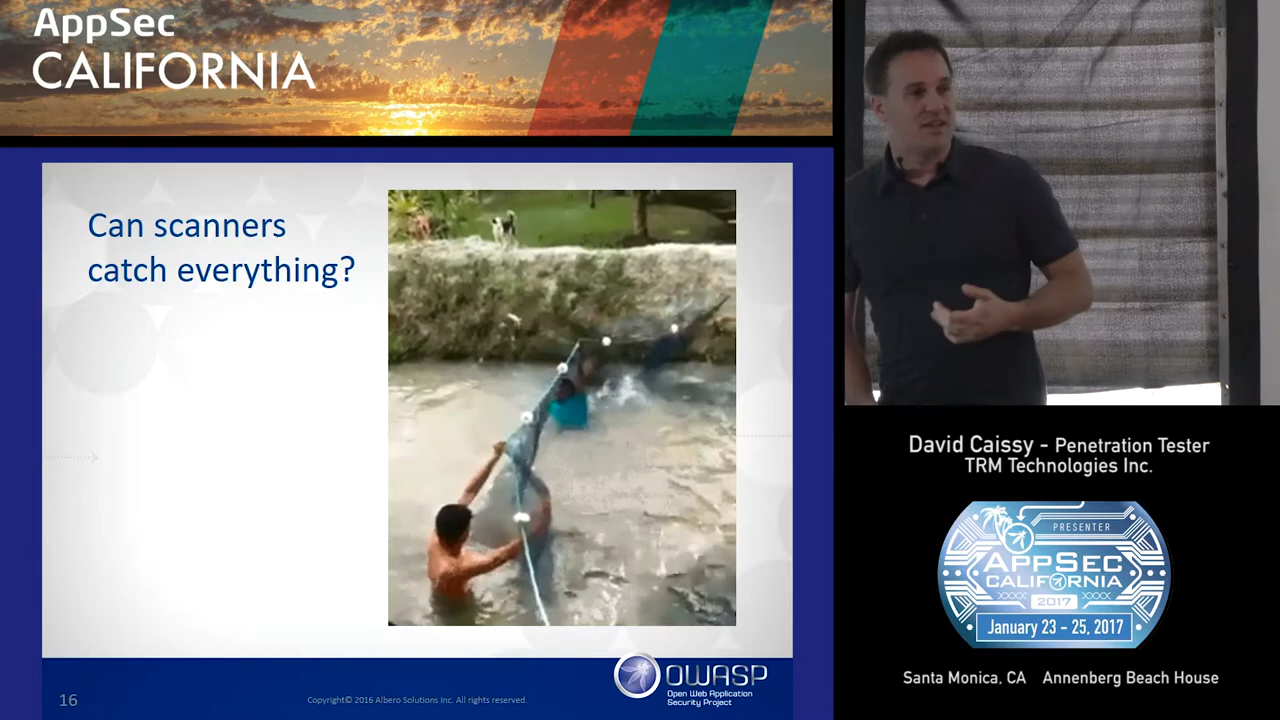 AppSec
CALIFORNIA
Can scanners
catch everything?
16
Copyright© 2016 Albero Solutions Inc. All rights reserved.
OWASP
Open Web Application
Security Project
David Caissy - Penetration Tester
TRM Technologies Inc.
PRESENTER
APPSEC
CALIFORNIA
2017
January 23 - 25, 2017
Santa Monica, CA Annenberg Beach House